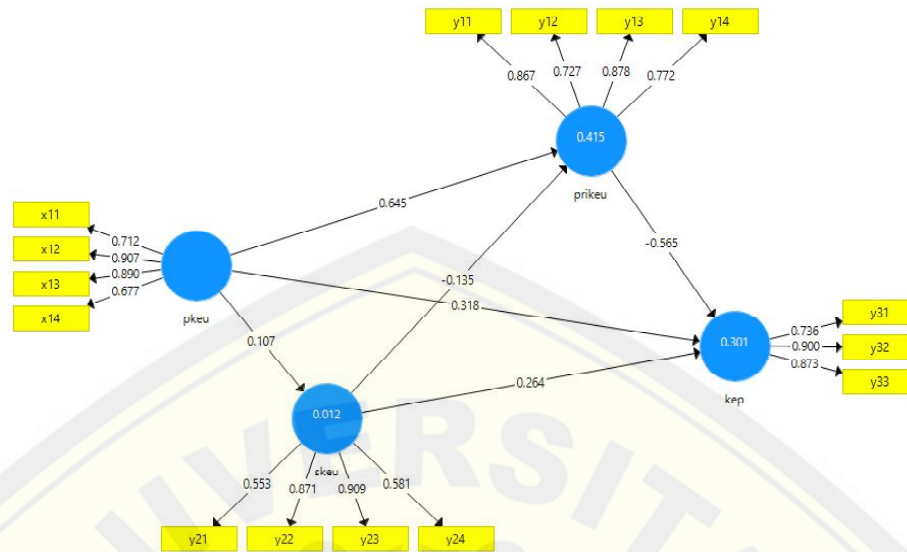 y11 y12 y13 y14
0.867 0.727 0.878 0.772
0.415
prikeu
0.645
x11
x12
x13
x14
0.712
0.907
0.890
0.677
pkeu
-0.135
-0.565
0.318
0.107
0.301
kep
0.736
0.900
0.873
y31
y32
y33
0.264
0.012
skeu
0.553 0.871 0.909 0.581
y21 y22 y23 y24
UNIVERSITA